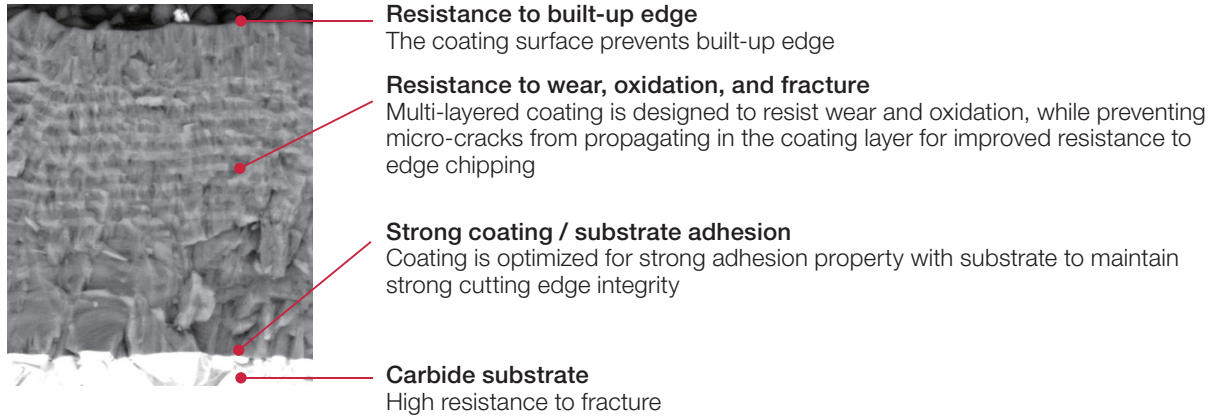 Resistance to built-up edge
The coating surface prevents built-up edge
Resistance to wear, oxidation, and fracture
Multi-layered coating is designed to resist wear and oxidation, while preventing
micro-cracks from propagating in the coating layer for improved resistance to
edge chipping
Strong coating / substrate adhesion
Coating is optimized for strong adhesion property with substrate to maintain
strong cutting edge integrity
Carbide substrate
High resistance to fracture